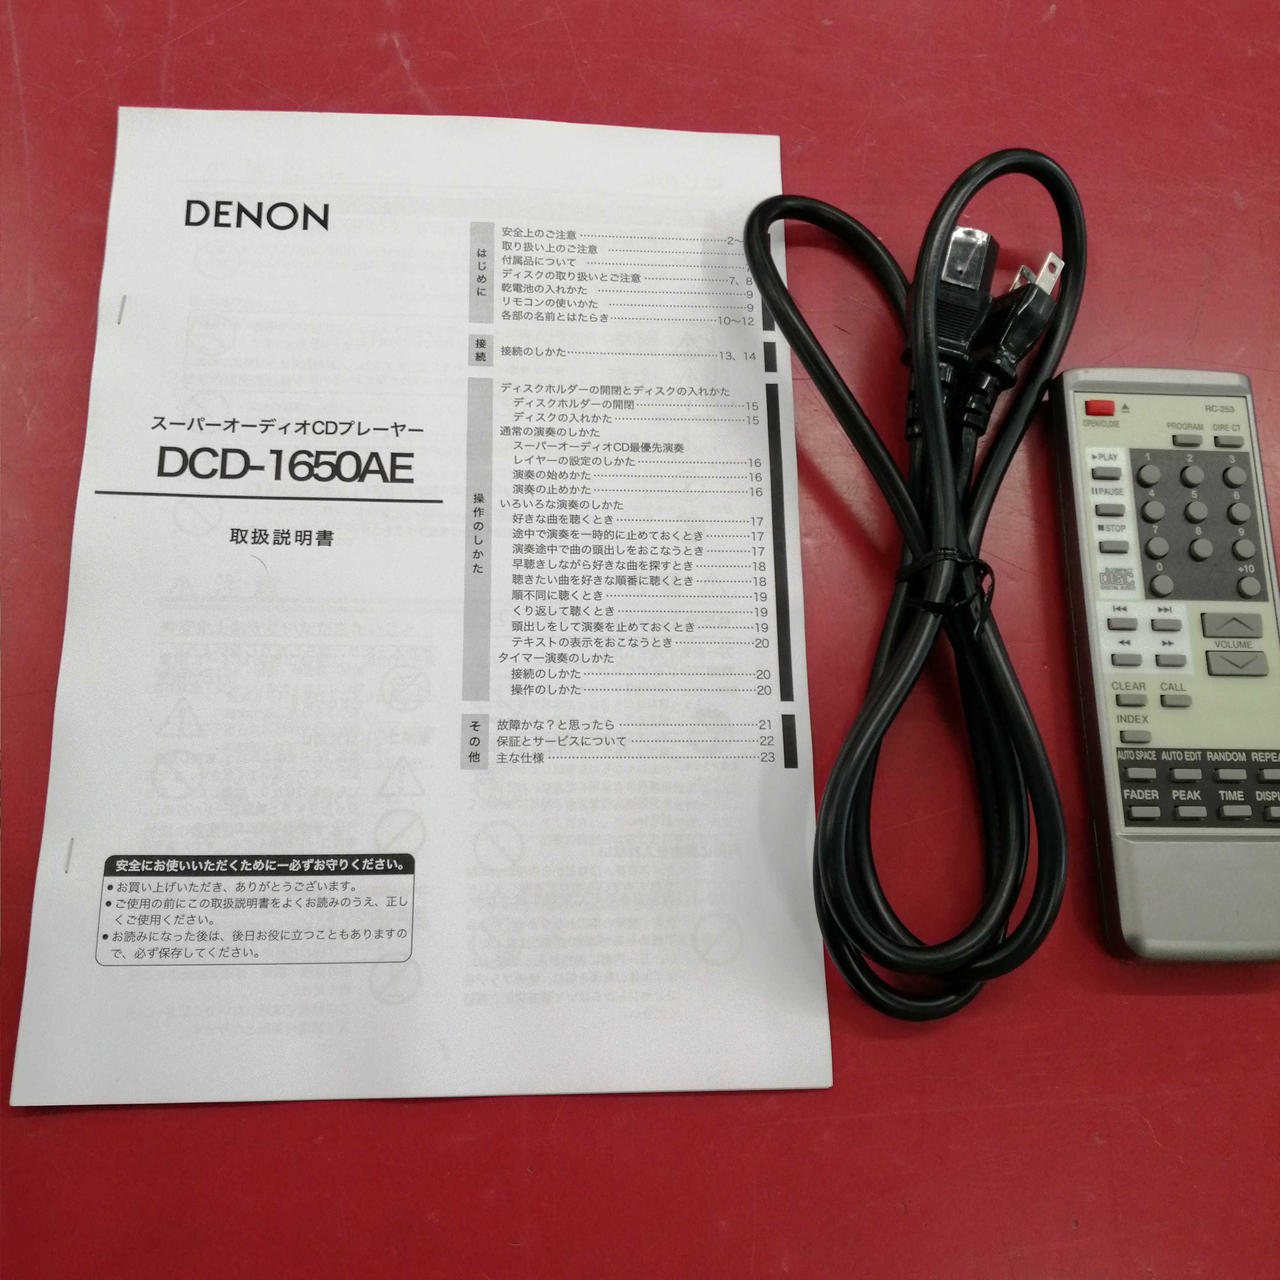 DENON
スーパーオーディオCDプレーヤー
DCD-1650AE
取扱説明書
安全にお使いいただくために―必ずお守りください。
●お買い上げいただき、ありがとうございます。
●ご使用の前にこの取扱説明書をよくお読みのうえ、正し
くご使用ください。
●お読みになった後は、後日お役に立つこともありますの
で、必ず保存してください。
はじめに
安全上のご注意 2〜
取り扱い上のご注意
付属品について 7
ディスクの取り扱いとご注意 7、8
乾電池の入れかた 9
リモコンの使いかた 9
各部の名前とはたらき 10〜12
接続
接続のしかた 13、14
操作のしかた
ディスクホルダーの開閉とディスクの入れかた
ディスクホルダーの開閉 15
ディスクの入れかた 15
通常の演奏のしかた
スーパーオーディオCD最優先演奏
レイヤーの設定のしかた 16
演奏の始めかた 16
演奏の止めかた 16
いろいろな演奏のしかた
好きな曲を聴くとき 17
途中で演奏を一時的に止めておくとき 17
演奏途中で曲の頭出しをおこなうとき 17
早聴きしながら好きな曲を探すとき 18
聴きたい曲を好きな順番に聴くとき 18
順不同に聴くとき 19
くり返して聴くとき 19
頭出しをして演奏を止めておくとき 19
テキストの表示をおこなうとき 20
タイマー演奏のしかた
接続のしかた 20
操作のしかた 20
その他
故障かな？と思ったら 21
保証とサービスについて 22
主な仕様 23
RC-253
OPEN/CLOSE
PROGRAM DIRECT
►PLAY 1 2 3
❙❙PAUSE 4 5 6
■STOP 7 8 9
COMPACT disc DIGITAL AUDIO 0 +10
|◄◄ ►►|
◄◄ ►► VOLUME
CLEAR CALL
INDEX
AUTO SPACE AUTO EDIT RANDOM REPEA
FADER PEAK TIME DISPL